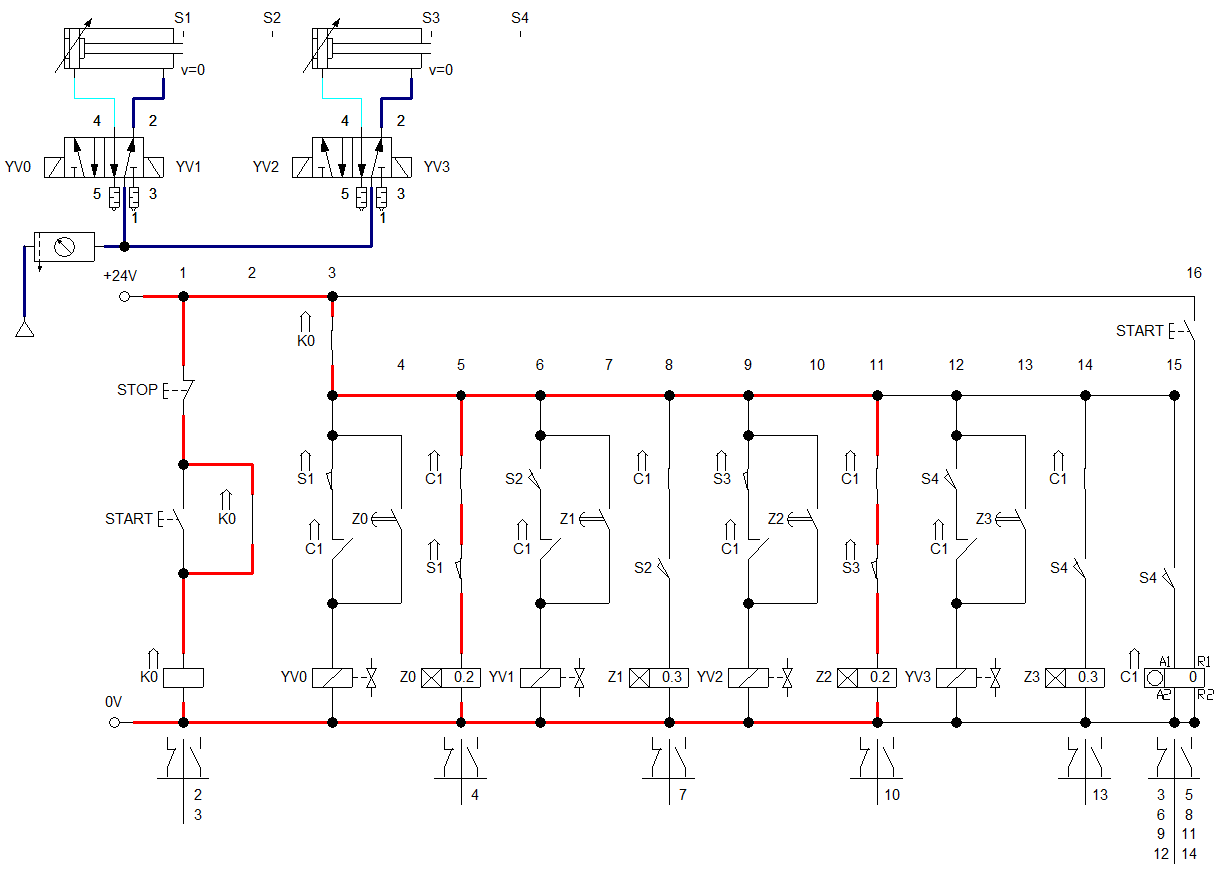 S1 S2 S3 S4
v=0 v=0
4 2 4 2
YV0 YV1 YV2 YV3
5 3 5 3
1 1
+24V 1 2 3 16
START
K0
4 5 6 7 8 9 10 11 12 13 14 15
STOP
S1 C1 S2 C1 S3 C1 S4 C1
START K0 Z0 Z1 Z2 Z3
C1 C1 C1 C1
S1 S2 S3 S4 S4
A1 R1
K0 YV0 Z0 0.2 YV1 Z1 0.3 YV2 Z2 0.2 YV3 Z3 0.3 C1 0
A2 R2
0V
2 4 7 10 13 3 5
3 6 8
9 11
12 14